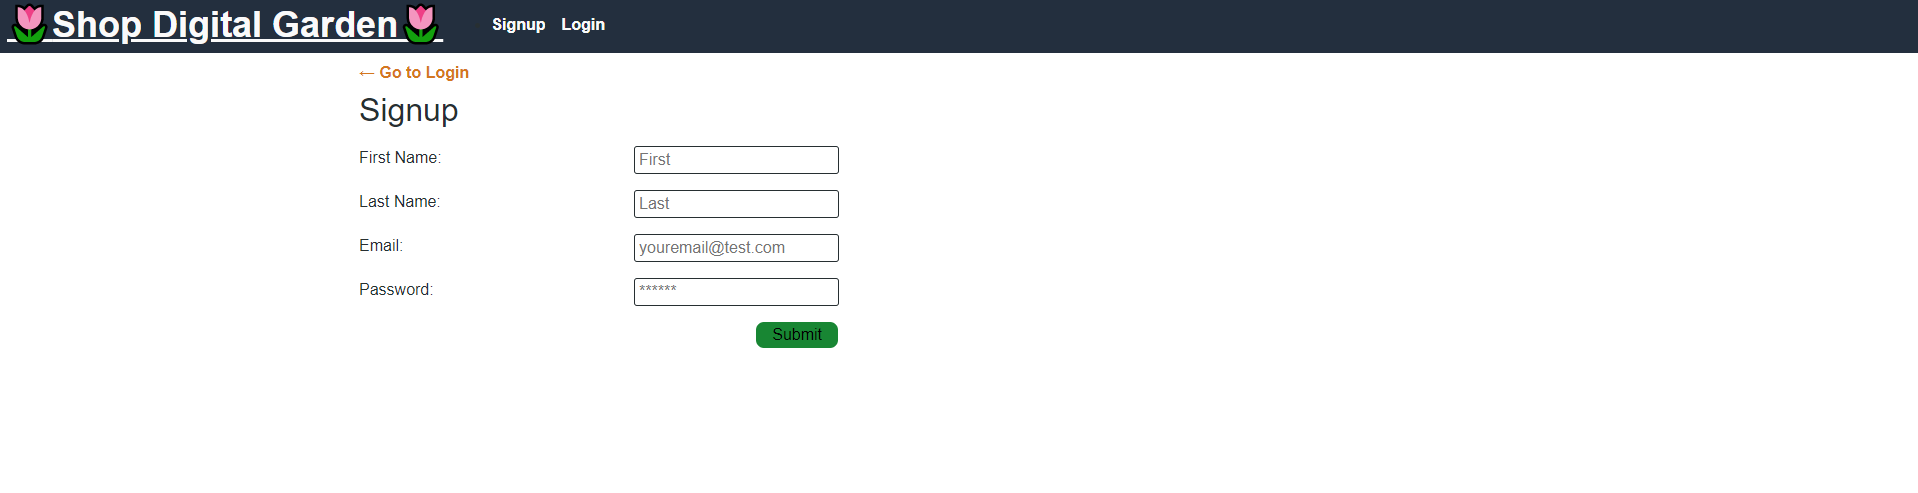 Shop Digital Garden Signup Login
← Go to Login
Signup
First Name: First
Last Name: Last
Email: youremail@test.com
Password: ******
Submit